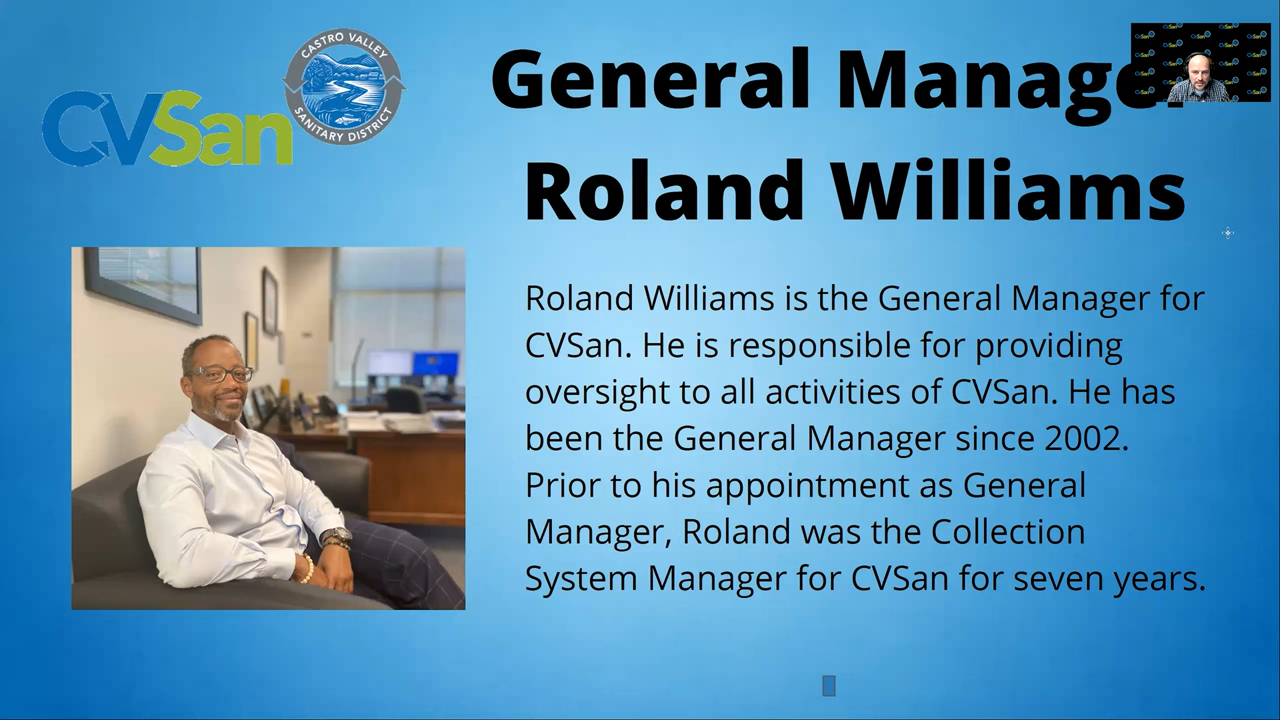 CVSan
CASTRO VALLEY
SANITARY DISTRICT
General Manager
Roland Williams
Roland Williams is the General Manager for
CVSan. He is responsible for providing
oversight to all activities of CVSan. He has
been the General Manager since 2002.
Prior to his appointment as General
Manager, Roland was the Collection
System Manager for CVSan for seven years.